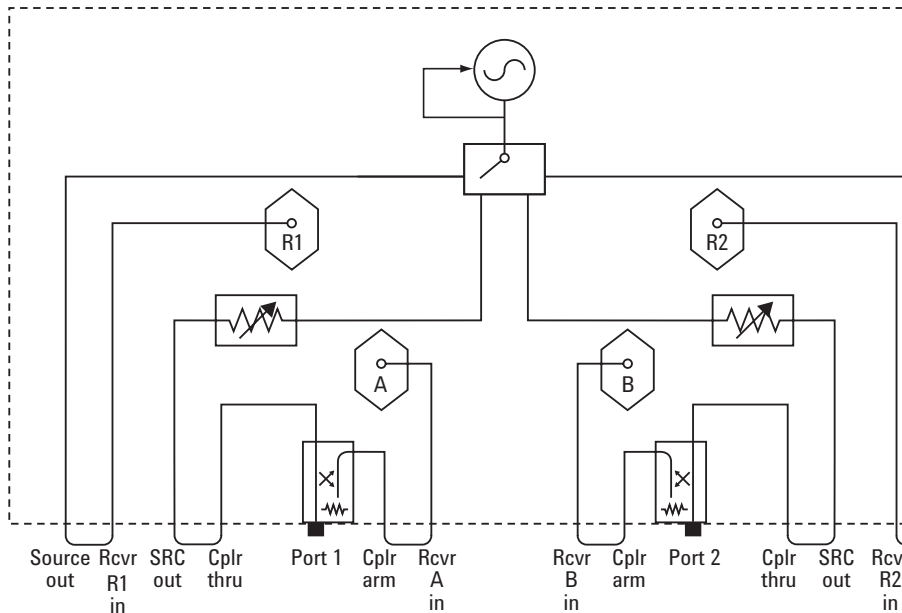 R1
R2
A
B
Source out
Rcvr R1 in
SRC out
Cplr thru
Port 1
Cplr arm
Rcvr A in
Rcvr B in
Cplr arm
Port 2
Cplr thru
SRC out
Rcvr R2 in